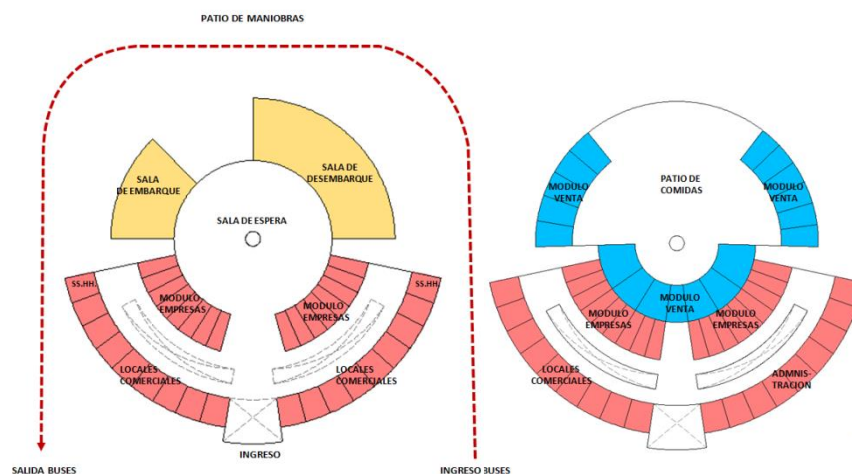 PATIO DE MANIOBRAS
SALA
DE EMBARQUE
SALA DE
DESEMBARQUE
SALA DE ESPERA
SS.HH.
MODULO
EMPRESAS
MODULO
EMPRESAS
SS.HH.
LOCALES
COMERCIALES
LOCALES
COMERCIALES
INGRESO
SALIDA BUSES
INGRESO BUSES
MODULO
VENTA
PATIO DE
COMIDAS
MODULO
VENTA
MODULO
EMPRESAS
MODULO
VENTA
MODULO
EMPRESAS
LOCALES
COMERCIALES
ADMNIS-
TRACION